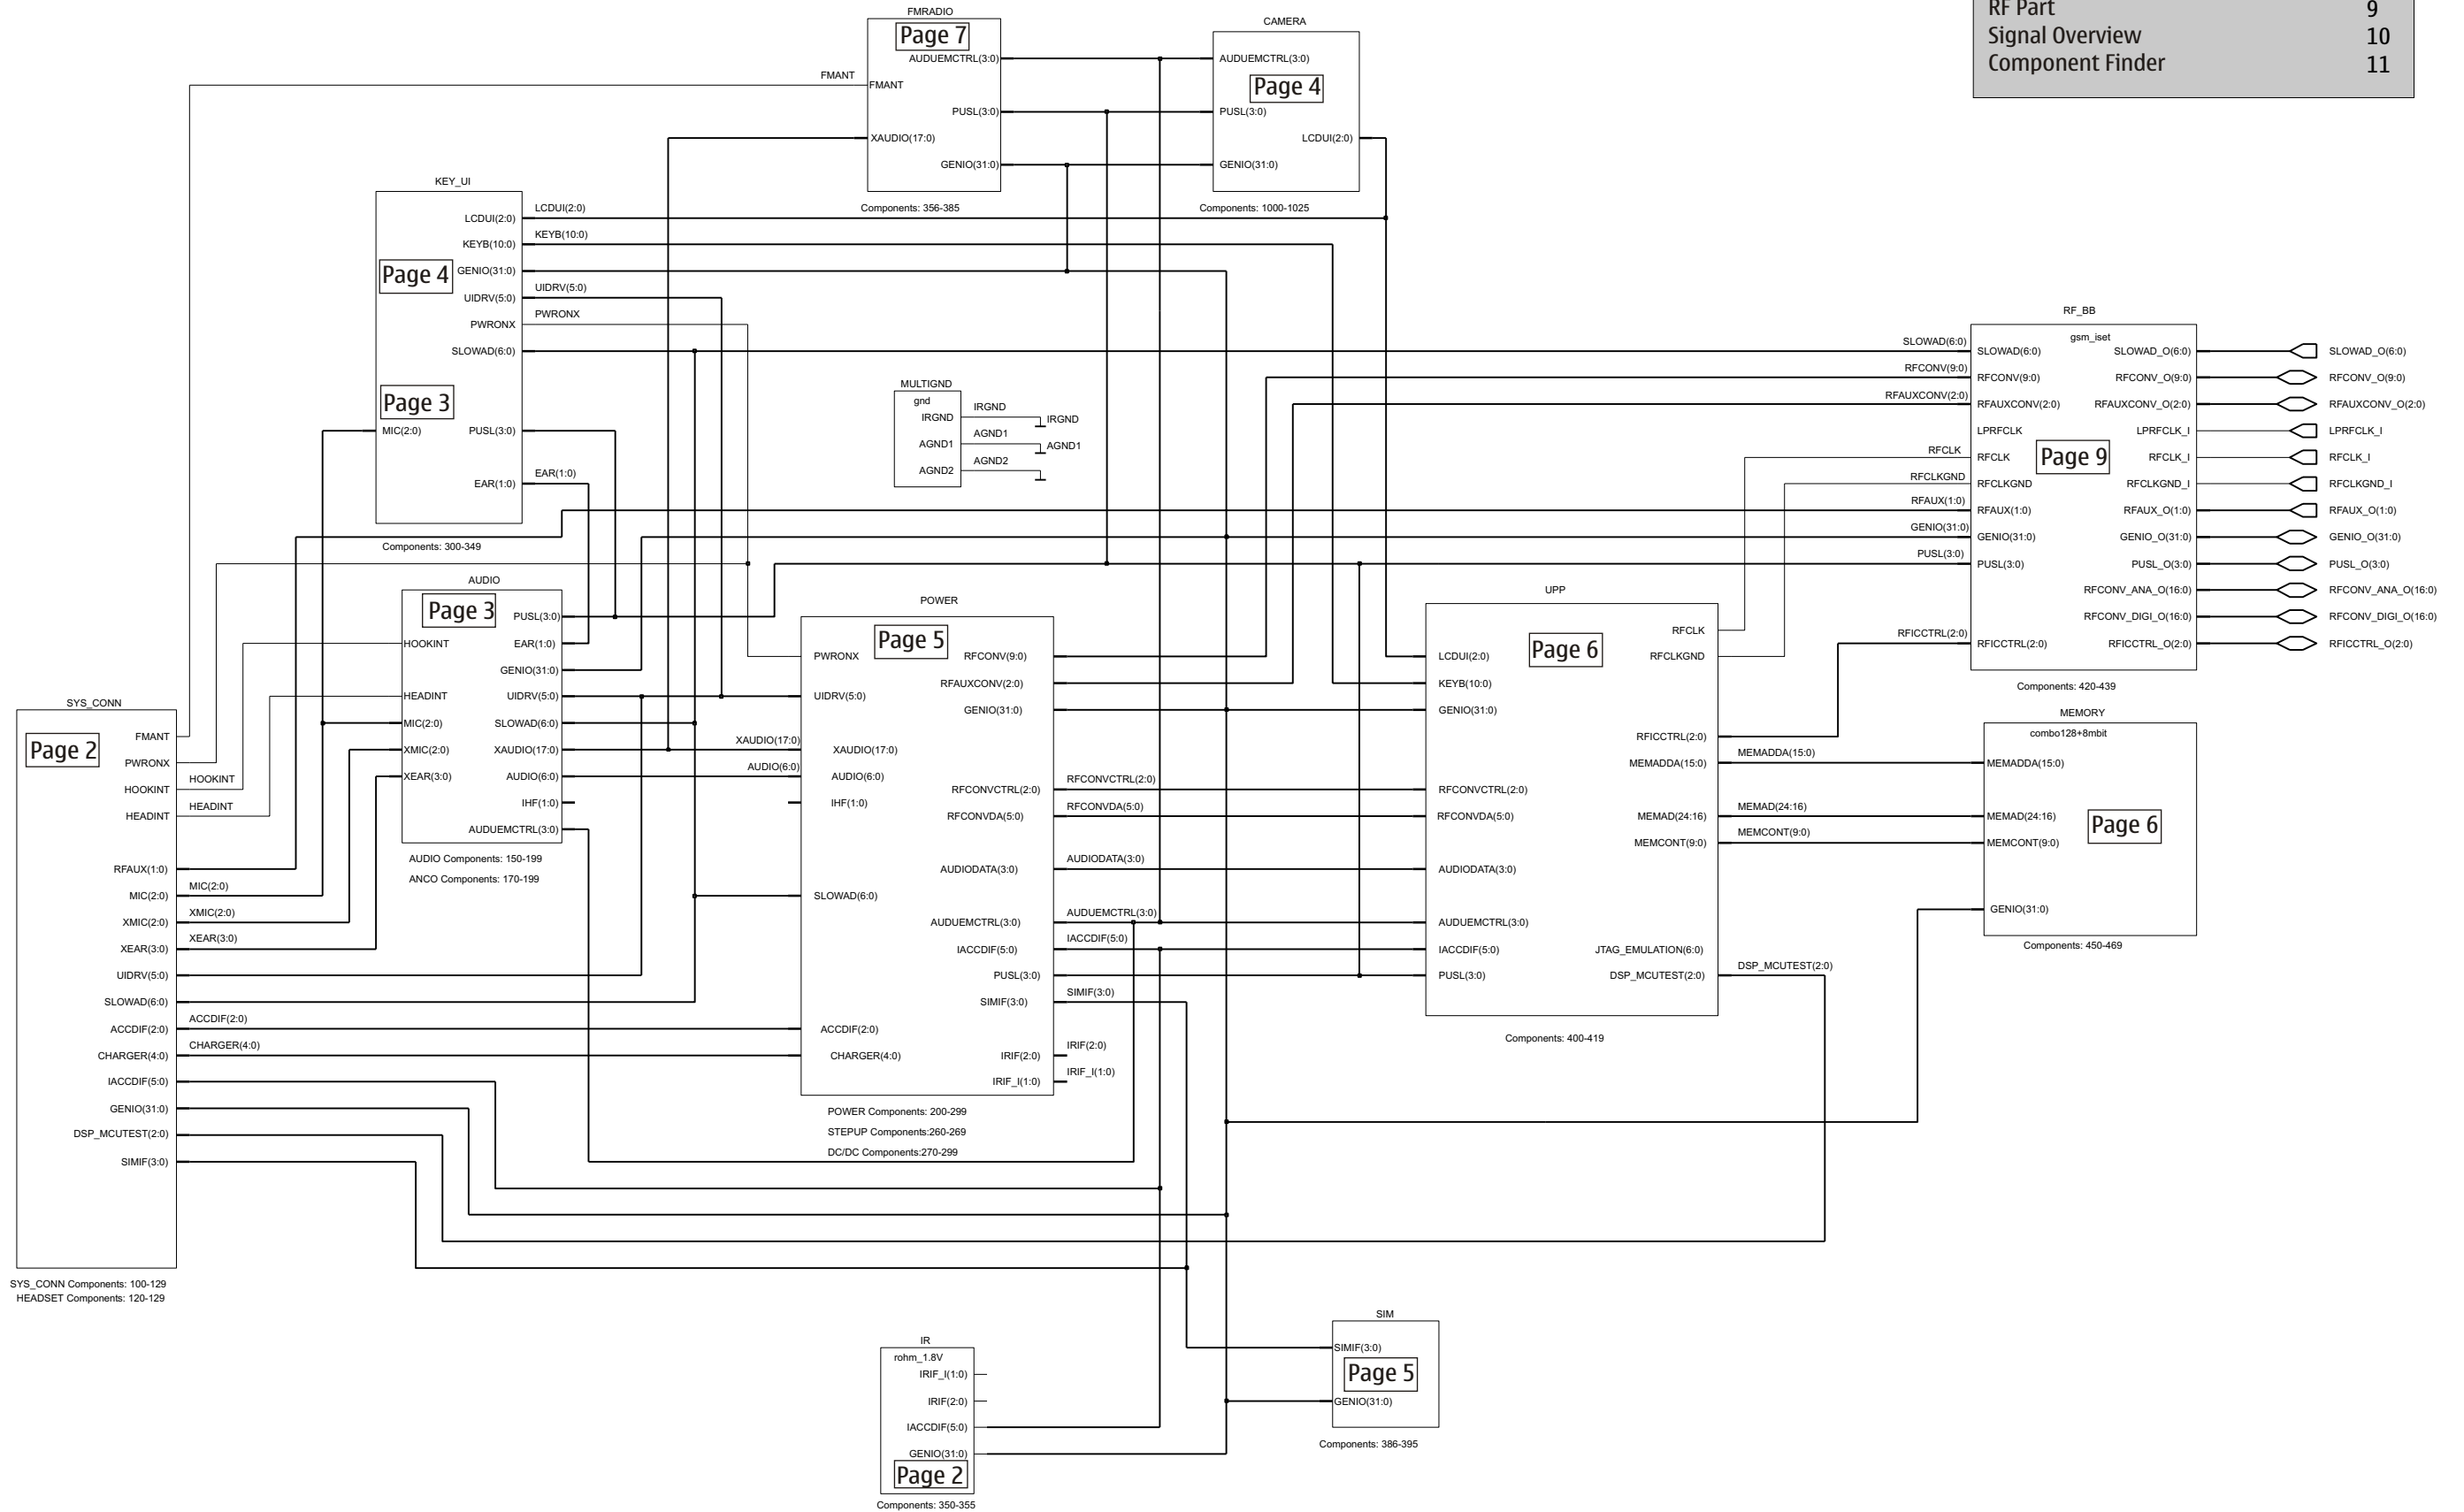 RF Part 9
Signal Overview 10
Component Finder 11
FMRADIO
Page 7
AUDUEMCTRL(3:0)
FMANT
FMANT
PUSL(3:0)
XAUDIO(17:0)
GENIO(31:0)
Components: 356-385
CAMERA
AUDUEMCTRL(3:0)
Page 4
PUSL(3:0)
LCDUI(2:0)
GENIO(31:0)
Components: 1000-1025
KEY_UI
LCDUI(2:0)
LCDUI(2:0)
KEYB(10:0)
KEYB(10:0)
Page 4
GENIO(31:0)
UIDRV(5:0)
UIDRV(5:0)
PWRONX
PWRONX
SLOWAD(6:0)
Page 3
MIC(2:0)
PUSL(3:0)
EAR(1:0)
EAR(1:0)
Components: 300-349
MULTIGND
gnd
IRGND
IRGND
IRGND
AGND1
AGND1
AGND1
AGND2
AGND2
RF_BB
gsm_iset
SLOWAD(6:0)
SLOWAD(6:0)
SLOWAD_O(6:0)
SLOWAD_O(6:0)
RFCONV(9:0)
RFCONV(9:0)
RFCONV_O(9:0)
RFCONV_O(9:0)
RFAUXCONV(2:0)
RFAUXCONV(2:0)
RFAUXCONV_O(2:0)
RFAUXCONV_O(2:0)
LPRFCLK
LPRFCLK_I
LPRFCLK_I
RFCLK
RFCLK
Page 9
RFCLK_I
RFCLK_I
RFCLKGND
RFCLKGND
RFCLKGND_I
RFCLKGND_I
RFAUX(1:0)
RFAUX(1:0)
RFAUX_O(1:0)
RFAUX_O(1:0)
GENIO(31:0)
GENIO(31:0)
GENIO_O(31:0)
GENIO_O(31:0)
PUSL(3:0)
PUSL(3:0)
PUSL_O(3:0)
PUSL_O(3:0)
RFCONV_ANA_O(16:0)
RFCONV_ANA_O(16:0)
RFCONV_DIGI_O(16:0)
RFCONV_DIGI_O(16:0)
RFICCTRL(2:0)
RFICCTRL(2:0)
RFICCTRL_O(2:0)
RFICCTRL_O(2:0)
Components: 420-439
AUDIO
Page 3
PUSL(3:0)
HOOKINT
EAR(1:0)
GENIO(31:0)
HEADINT
UIDRV(5:0)
MIC(2:0)
SLOWAD(6:0)
XMIC(2:0)
XAUDIO(17:0)
XEAR(3:0)
AUDIO(6:0)
IHF(1:0)
AUDUEMCTRL(3:0)
AUDIO Components: 150-199
ANCO Components: 170-199
POWER
Page 5
PWRONX
RFCONV(9:0)
RFAUXCONV(2:0)
UIDRV(5:0)
GENIO(31:0)
XAUDIO(17:0)
XAUDIO(17:0)
AUDIO(6:0)
AUDIO(6:0)
RFCONVCTRL(2:0)
RFCONVCTRL(2:0)
IHF(1:0)
RFCONVDA(5:0)
RFCONVDA(5:0)
AUDIODATA(3:0)
AUDIODATA(3:0)
SLOWAD(6:0)
AUDUEMCTRL(3:0)
AUDUEMCTRL(3:0)
IACCDIF(5:0)
IACCDIF(5:0)
PUSL(3:0)
SIMIF(3:0)
SIMIF(3:0)
ACCDIF(2:0)
CHARGER(4:0)
IRIF(2:0)
IRIF(2:0)
IRIF_I(1:0)
IRIF_I(1:0)
POWER Components: 200-299
STEPUP Components:260-269
DC/DC Components:270-299
UPP
Page 6
RFCLK
RFCLKGND
LCDUI(2:0)
KEYB(10:0)
GENIO(31:0)
RFICCTRL(2:0)
MEMADDA(15:0)
MEMADDA(15:0)
RFCONVCTRL(2:0)
RFCONVDA(5:0)
MEMAD(24:16)
MEMAD(24:16)
MEMCONT(9:0)
MEMCONT(9:0)
AUDIODATA(3:0)
AUDUEMCTRL(3:0)
IACCDIF(5:0)
JTAG_EMULATION(6:0)
PUSL(3:0)
DSP_MCUTEST(2:0)
DSP_MCUTEST(2:0)
Components: 400-419
MEMORY
combo128+8mbit
MEMADDA(15:0)
MEMAD(24:16)
Page 6
MEMCONT(9:0)
GENIO(31:0)
Components: 450-469
SYS_CONN
Page 2
FMANT
PWRONX
HOOKINT
HOOKINT
HEADINT
HEADINT
RFAUX(1:0)
MIC(2:0)
MIC(2:0)
XMIC(2:0)
XMIC(2:0)
XEAR(3:0)
XEAR(3:0)
UIDRV(5:0)
SLOWAD(6:0)
ACCDIF(2:0)
ACCDIF(2:0)
CHARGER(4:0)
CHARGER(4:0)
IACCDIF(5:0)
GENIO(31:0)
DSP_MCUTEST(2:0)
SIMIF(3:0)
SYS_CONN Components: 100-129
HEADSET Components: 120-129
SIM
SIMIF(3:0)
Page 5
GENIO(31:0)
Components: 386-395
IR
rohm_1.8V
IRIF_I(1:0)
IRIF(2:0)
IACCDIF(5:0)
GENIO(31:0)
Page 2
Components: 350-355